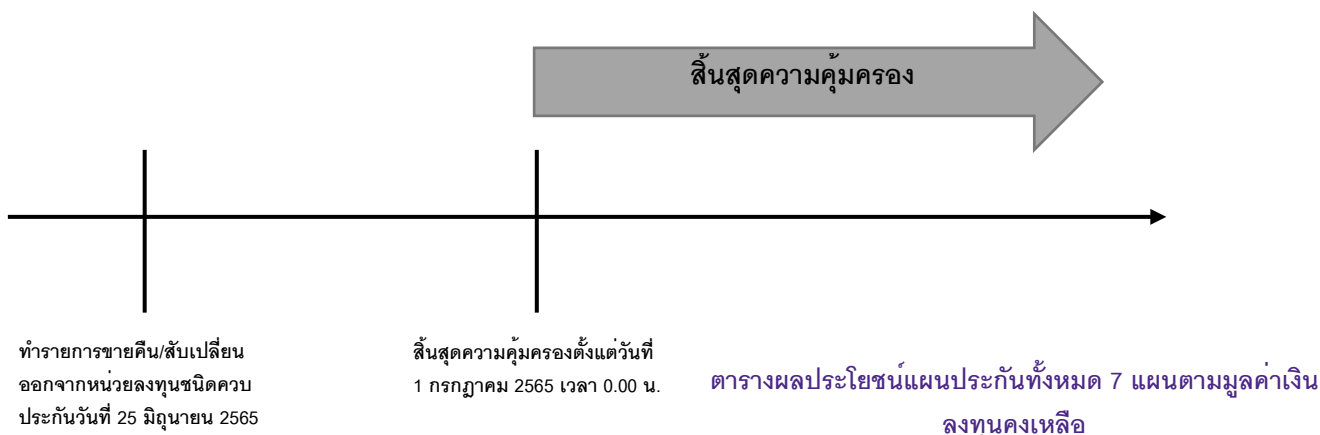 สิ้นสุดความคุ้มครอง
ทำรายการขายคืน/สับเปลี่ยน
ออกจากหน่วยลงทุนชนิดควบ
ประกันวันที่ 25 มิถุนายน 2565
สิ้นสุดความคุ้มครองตั้งแต่วันที่
1 กรกฎาคม 2565 เวลา 0.00 น.
ตารางผลประโยชน์แผนประกันทั้งหมด 7 แผนตามมูลค่าเงิน
ลงทุนคงเหลือ